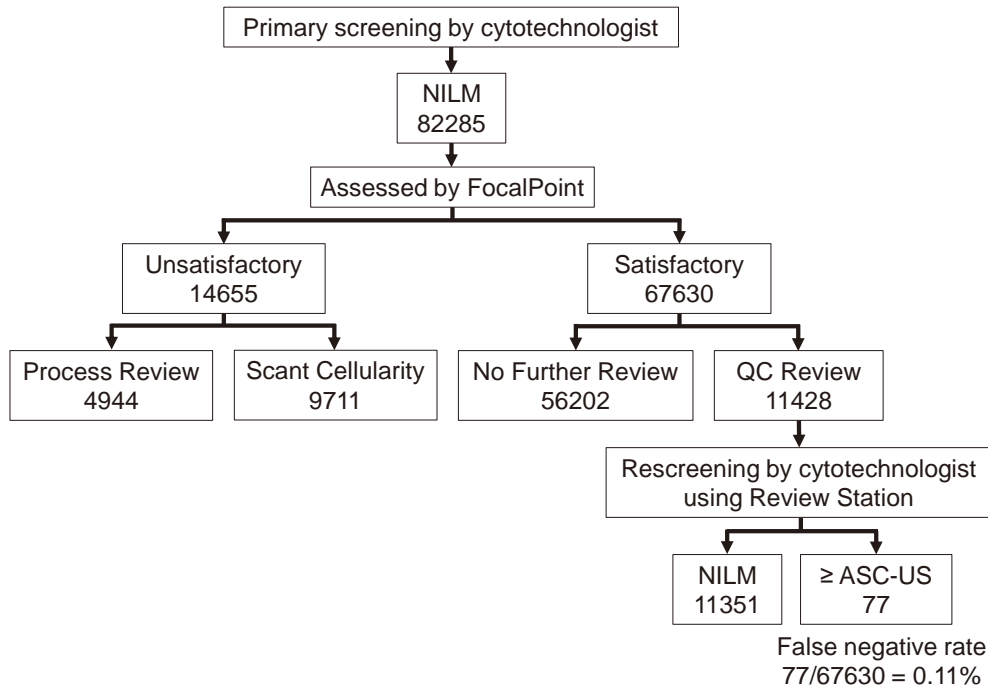 Primary screening by cytotechnologist
NILM
82285
Assessed by FocalPoint
Unsatisfactory
14655
Satisfactory
67630
Process Review
4944
Scant Cellularity
9711
No Further Review
56202
QC Review
11428
Rescreening by cytotechnologist
using Review Station
NILM
11351
≥ ASC-US
77
False negative rate
77/67630 = 0.11%